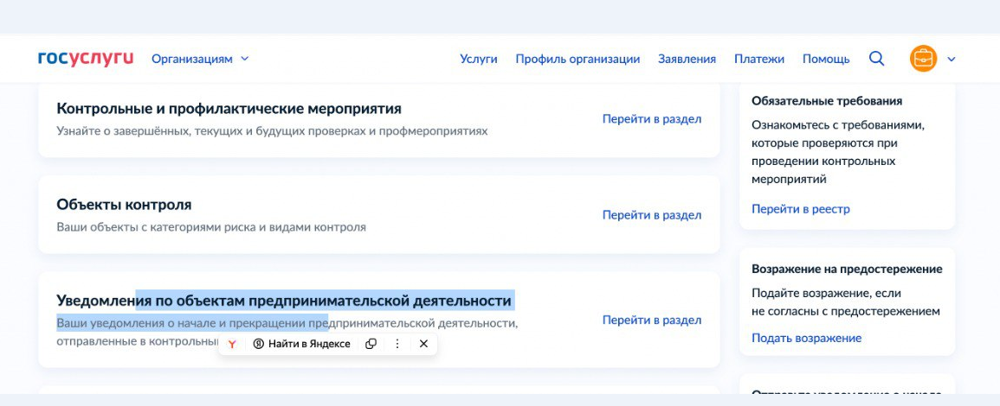 госуслуги Организациям Услуги Профиль организации Заявления Платежи Помощь
Контрольные и профилактические мероприятия
Узнайте о завершённых, текущих и будущих проверках и профмероприятиях
Перейти в раздел
Объекты контроля
Ваши объекты с категориями риска и видами контроля
Перейти в раздел
Уведомления по объектам предпринимательской деятельности
Ваши уведомления о начале и прекращении предпринимательской деятельности,
отправленные в контрольны
Перейти в раздел
Найти в Яндексе
Обязательные требования
Ознакомьтесь с требованиями,
которые проверяются при
проведении контрольных
мероприятий
Перейти в реестр
Возражение на предостережение
Подайте возражение, если
не согласны с предостережением
Подать возражение